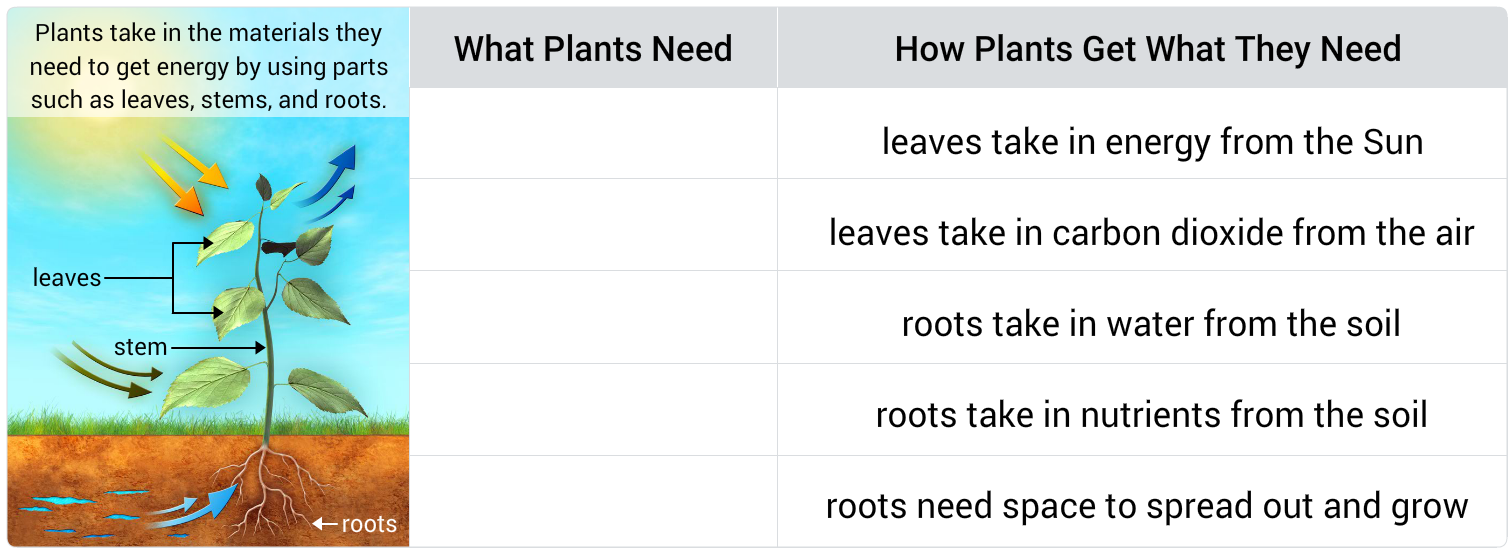 Plants take in the materials they
need to get energy by using parts
such as leaves, stems, and roots.
leaves
stem
roots
What Plants Need
How Plants Get What They Need
leaves take in energy from the Sun
leaves take in carbon dioxide from the air
roots take in water from the soil
roots take in nutrients from the soil
roots need space to spread out and grow